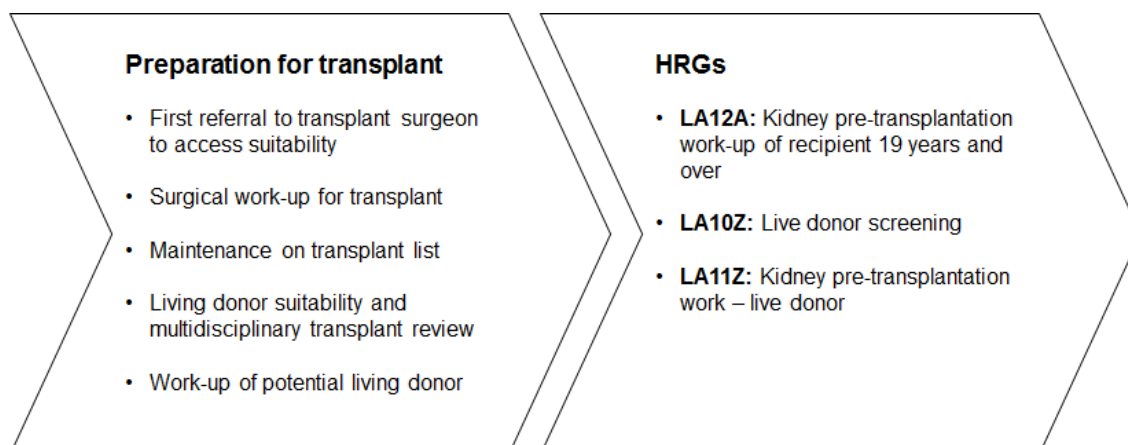 Preparation for transplant
• First referral to transplant surgeon
to access suitability
• Surgical work-up for transplant
• Maintenance on transplant list
• Living donor suitability and
multidisciplinary transplant review
• Work-up of potential living donor
HRGs
• LA12A: Kidney pre-transplantation
work-up of recipient 19 years and
over
• LA10Z: Live donor screening
• LA11Z: Kidney pre-transplantation
work – live donor